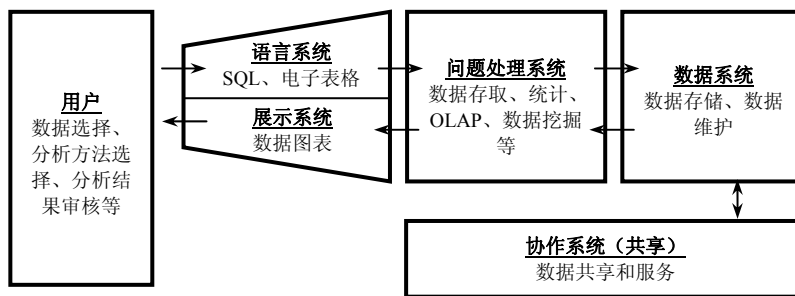 用户
数据选择、
分析方法选
择、分析结
果审核等
语言系统
SQL、电子表格
展示系统
数据图表
问题处理系统
数据存取、统计、
OLAP、数据挖掘
等
数据系统
数据存储、数据
维护
协作系统（共享）
数据共享和服务